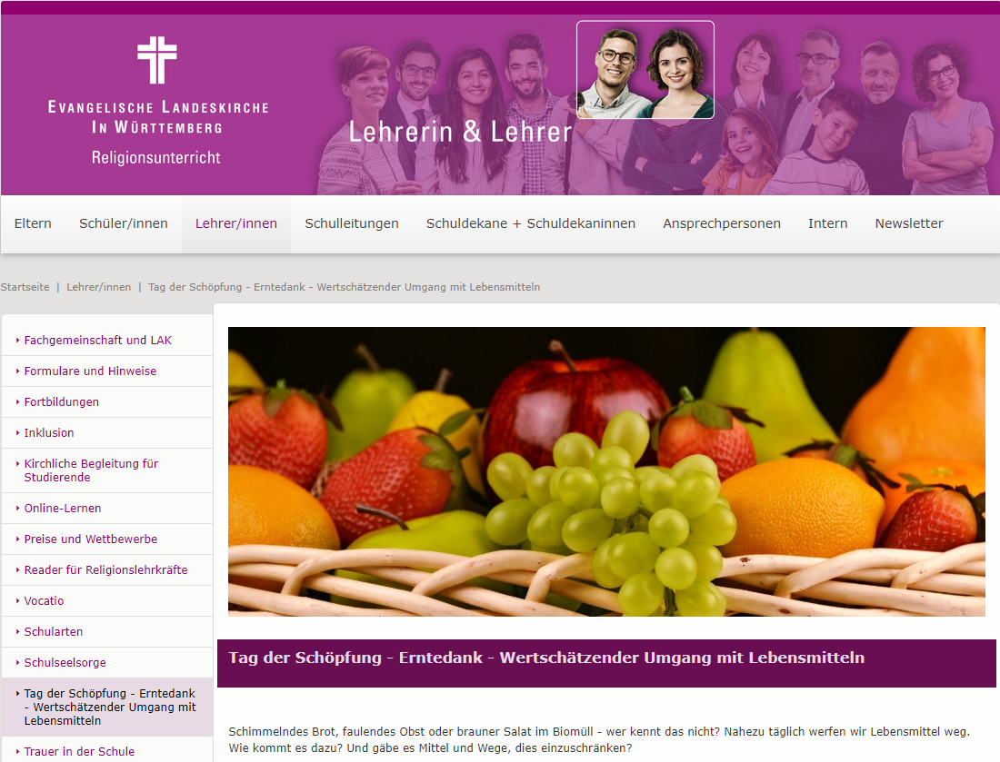 EVANGELISCHE LANDESKIRCHE
IN WÜRTTEMBERG
Religionsunterricht
Lehrerin & Lehrer
Eltern
Schüler/innen
Lehrer/innen
Schulleitungen
Schuldekane + Schuldekaninnen
Ansprechpersonen
Intern
Newsletter
Startseite | Lehrer/innen | Tag der Schöpfung - Erntedank - Wertschätzender Umgang mit Lebensmitteln
Fachgemeinschaft und LAK
Formulare und Hinweise
Fortbildungen
Inklusion
Kirchliche Begleitung für
Studierende
Online-Lernen
Preise und Wettbewerbe
Reader für Religionslehrkräfte
Vocatio
Schularten
Schulseelsorge
Tag der Schöpfung - Erntedank
- Wertschätzender Umgang mit
Lebensmitteln
Trauer in der Schule
Tag der Schöpfung - Erntedank - Wertschätzender Umgang mit Lebensmitteln
Schimmelndes Brot, faulendes Obst oder brauner Salat im Biomüll - wer kennt das nicht? Nahezu täglich werfen wir Lebensmittel weg.
Wie kommt es dazu? Und gäbe es Mittel und Wege, dies einzuschränken?